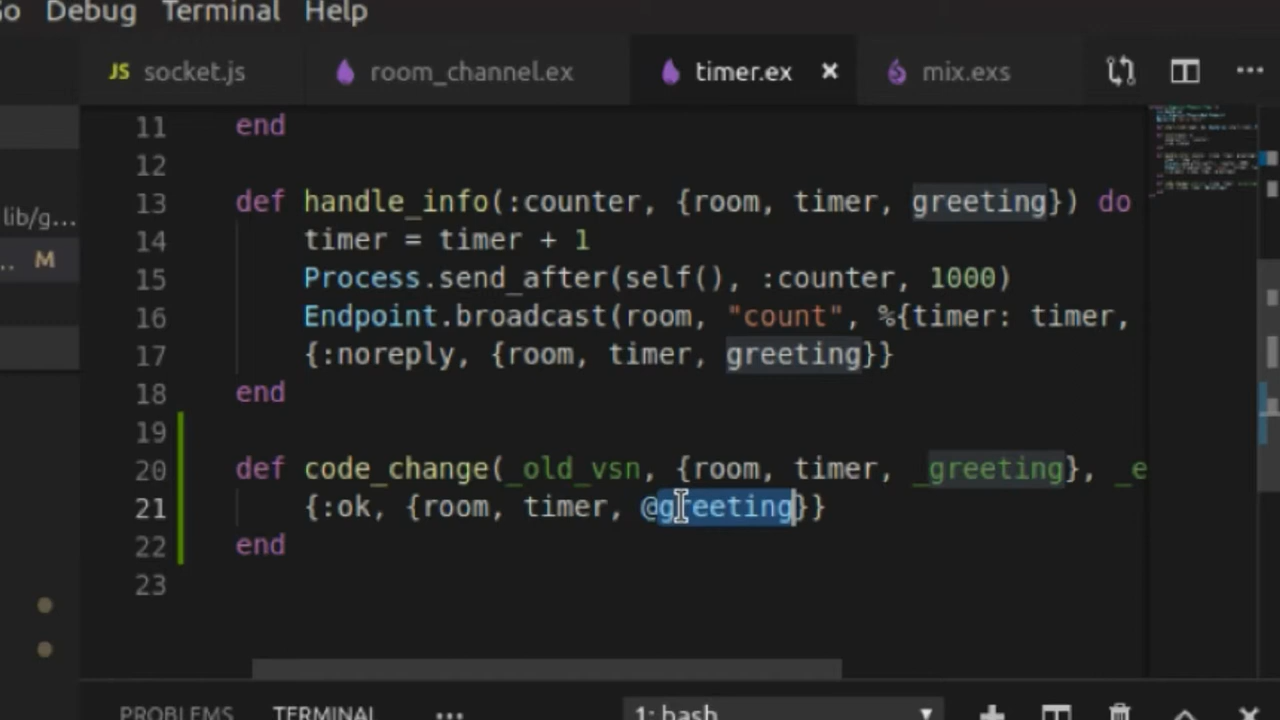 Debug Terminal Help
JS socket.js room_channel.ex timer.ex × mix.exs ...
lib/g...
.. M
11 end
12
13 def handle_info(:counter, {room, timer, greeting}) do
14 timer = timer + 1
15 Process.send_after(self(), :counter, 1000)
16 Endpoint.broadcast(room, "count", %{timer: timer,
17 {:noreply, {room, timer, greeting}}
18 end
19
20 def code_change(_old_vsn, {room, timer, _greeting}, _e
21 {:ok, {room, timer, @greeting}}
22 end
23
PROBLEMS TERMINAL ... 1: bash